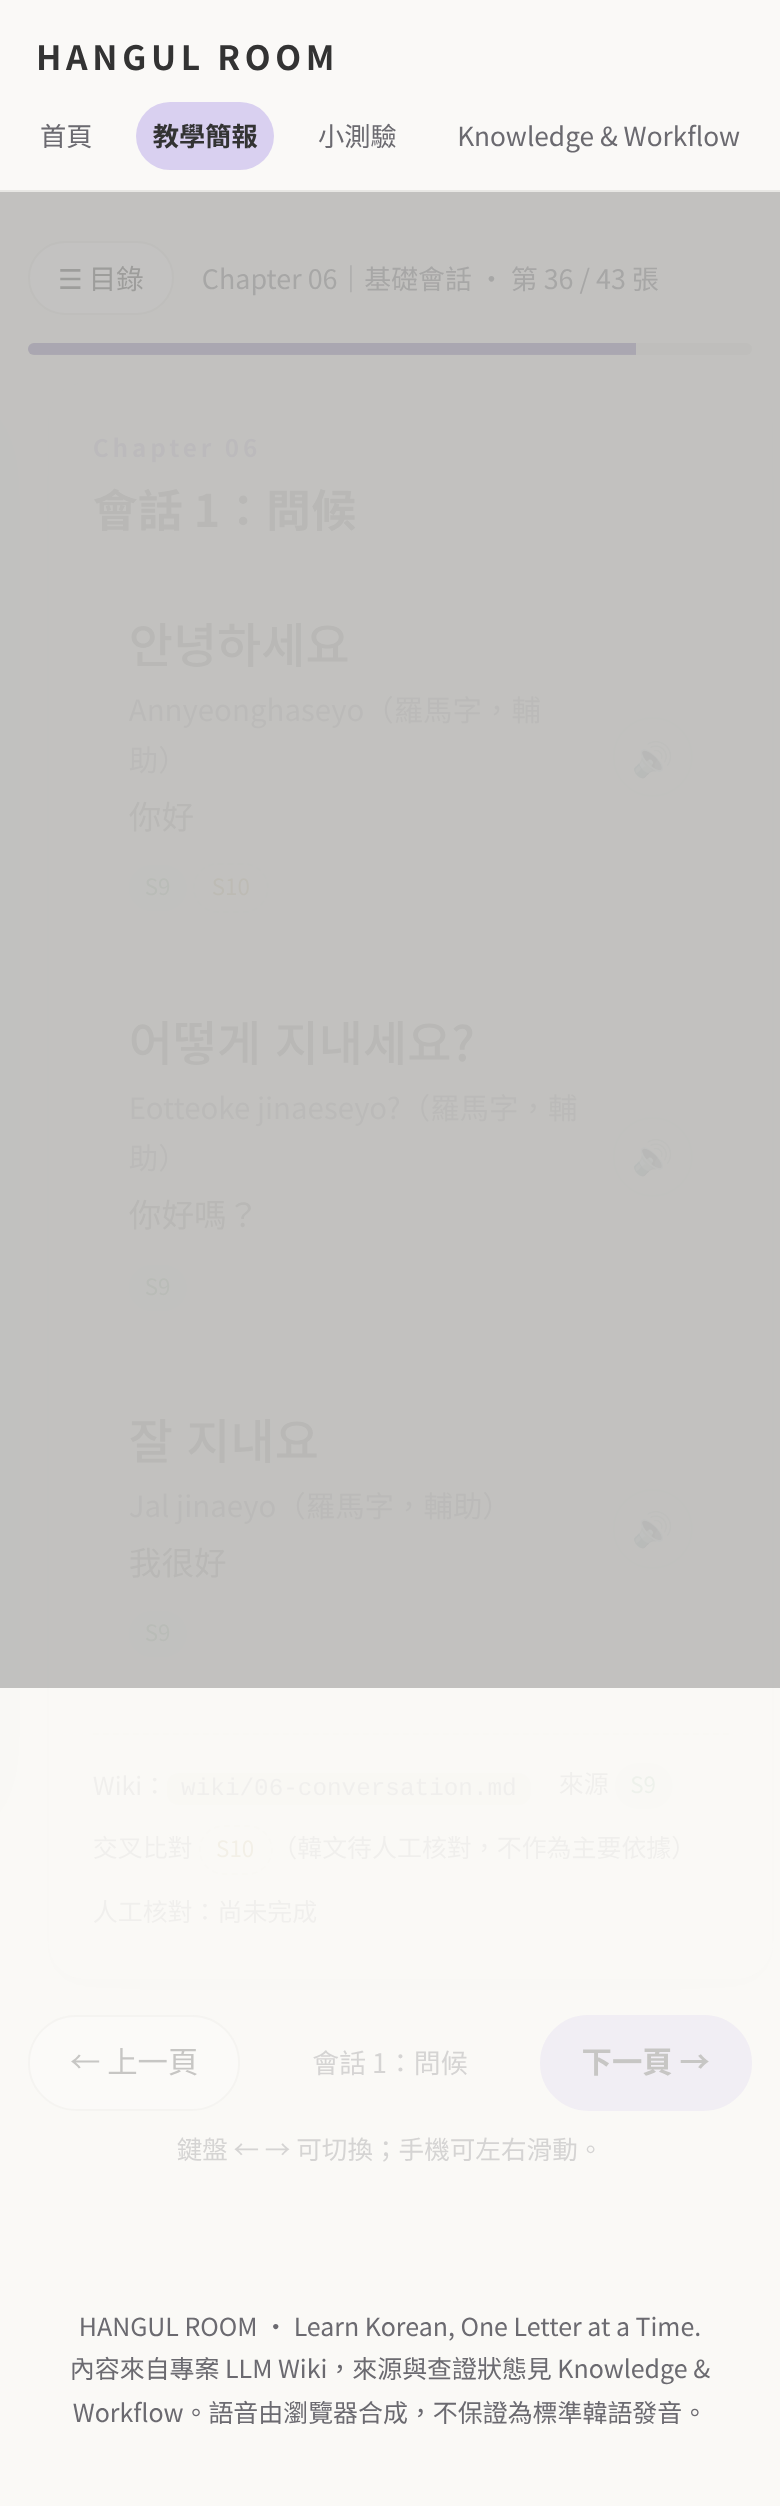 HANGUL ROOM
首頁 教學簡報 小測驗 Knowledge & Workflow
☰ 目錄 Chapter 06｜基礎會話 · 第 36 / 43 張
Chapter 06
會話 1：問候
안녕하세요
Annyeonghaseyo（羅馬字，輔
助）
你好
S9 S10
어떻게 지내세요?
Eotteoke jinaeseyo?（羅馬字，輔
助）
你好嗎？
S9
잘 지내요
Jal jinaeyo（羅馬字，輔助）
我很好
S9
Wiki： wiki/06-conversation.md 來源 S9
交叉比對 S10 （韓文待人工核對，不作為主要依據）
人工核對：尚未完成
← 上一頁 會話 1：問候 下一頁 →
鍵盤 ← → 可切換；手機可左右滑動。
HANGUL ROOM · Learn Korean, One Letter at a Time.
內容來自專案 LLM Wiki，來源與查證狀態見 Knowledge &
Workflow。語音由瀏覽器合成，不保證為標準韓語發音。